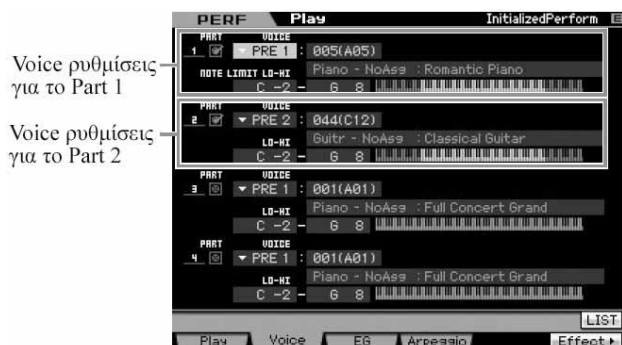 PERF Play InitializedPerform E
PART VOICE
1 PRE 1 : 005(A05)
Piano - NoAsg : Romantic Piano
NOTE LIMIT LO-HI
C -2 - G 8
Voice ρυθμίσεις
για το Part 1
PART VOICE
2 PRE 2 : 044(C12)
Guitr - NoAsg : Classical Guitar
LO-HI
C -2 - G 8
Voice ρυθμίσεις
για το Part 2
PART VOICE
3 PRE 1 : 001(A01)
Piano - NoAsg : Full Concert Grand
LO-HI
C -2 - G 8
PART VOICE
4 PRE 1 : 001(A01)
Piano - NoAsg : Full Concert Grand
LO-HI
C -2 - G 8
LIST
Play Voice EG Arpeggio Effect